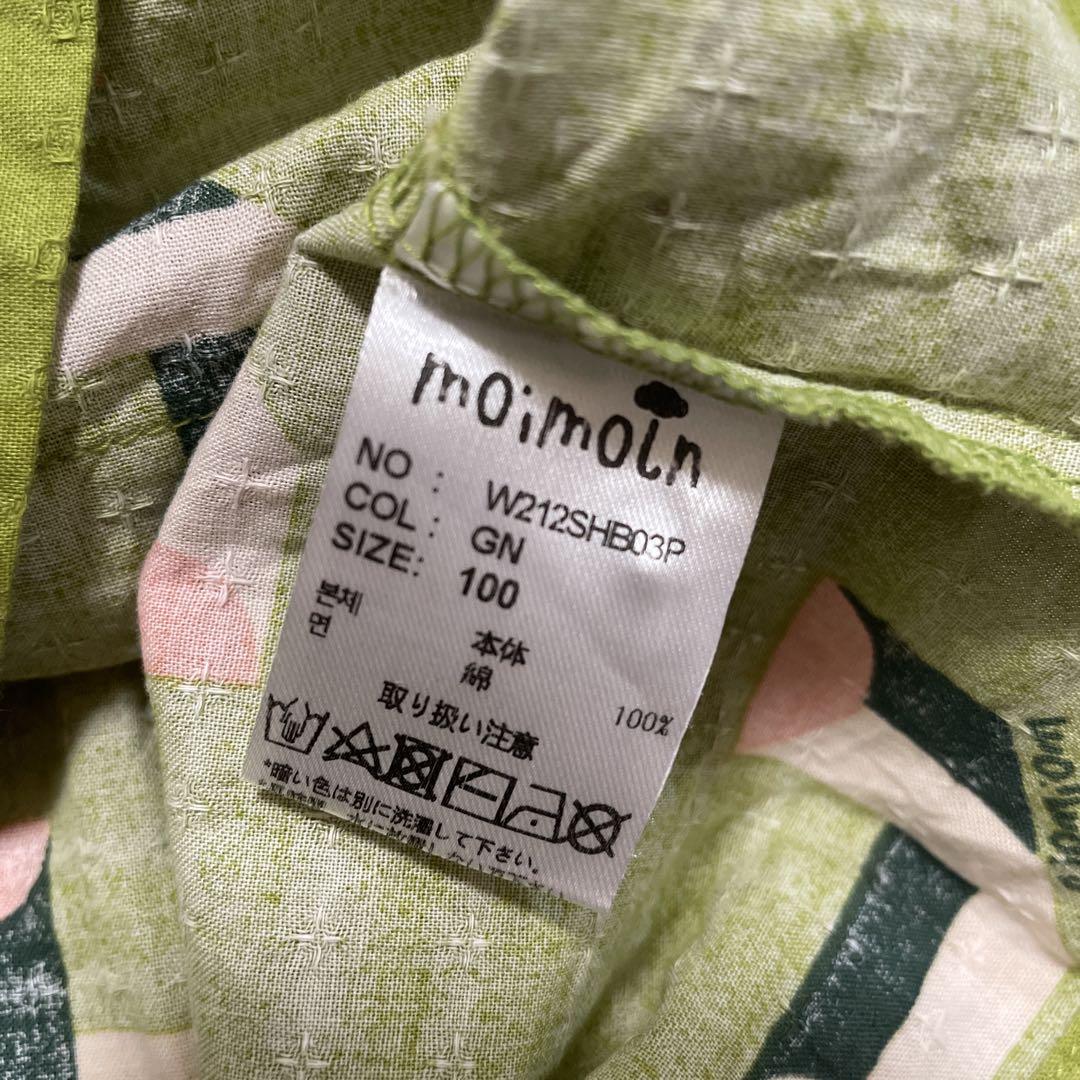 moimoln
NO : W212SHB03P
COL : GN
SIZE: 100
본체 本体
면 綿 100%
取り扱い注意
*暗い色は別に洗濯して下さい。
moimoln